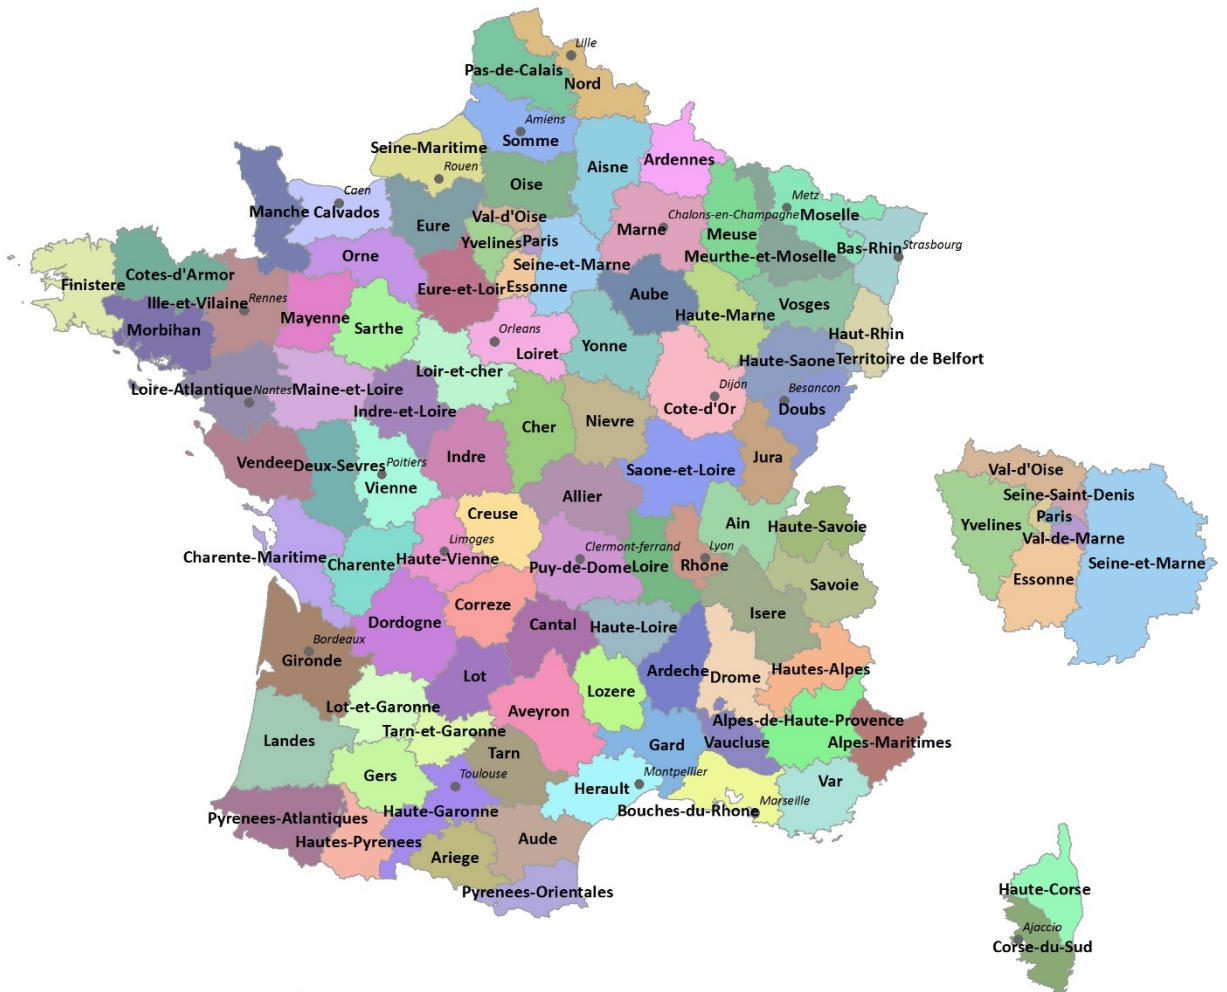 Lille
Pas-de-Calais
Nord
Amiens
Somme
Seine-Maritime
Rouen
Aisne
Ardennes
Oise
Caen
Metz
Manche
Calvados
Eure
Val-d'Oise
Chalons-en-Champagne
Moselle
Marne
Meuse
Yvelines
Paris
Bas-Rhin
Strasbourg
Orne
Seine-et-Marne
Meurthe-et-Moselle
Cotes-d'Armor
Finistere
Eure-et-Loir
Essonne
Aube
Vosges
Ille-et-Vilaine
Rennes
Mayenne
Haute-Marne
Morbihan
Sarthe
Orleans
Loiret
Yonne
Haut-Rhin
Haute-Saone
Territoire de Belfort
Loir-et-cher
Loire-Atlantique
Nantes
Maine-et-Loire
Dijon
Besancon
Indre-et-Loire
Cote-d'Or
Doubs
Cher
Nievre
Vendee
Deux-Sevres
Poitiers
Vienne
Indre
Saone-et-Loire
Jura
Allier
Creuse
Ain
Haute-Savoie
Charente-Maritime
Charente
Limoges
Haute-Vienne
Clermont-ferrand
Puy-de-Dome
Loire
Lyon
Rhone
Savoie
Correze
Dordogne
Cantal
Haute-Loire
Isere
Bordeaux
Gironde
Lot
Lozere
Ardeche
Drome
Hautes-Alpes
Lot-et-Garonne
Aveyron
Tarn-et-Garonne
Alpes-de-Haute-Provence
Landes
Tarn
Gard
Vaucluse
Alpes-Maritimes
Gers
Toulouse
Herault
Montpellier
Var
Haute-Garonne
Bouches-du-Rhone
Marseille
Pyrenees-Atlantiques
Hautes-Pyrenees
Aude
Ariege
Pyrenees-Orientales
Val-d'Oise
Seine-Saint-Denis
Yvelines
Paris
Val-de-Marne
Seine-et-Marne
Essonne
Haute-Corse
Ajaccio
Corse-du-Sud